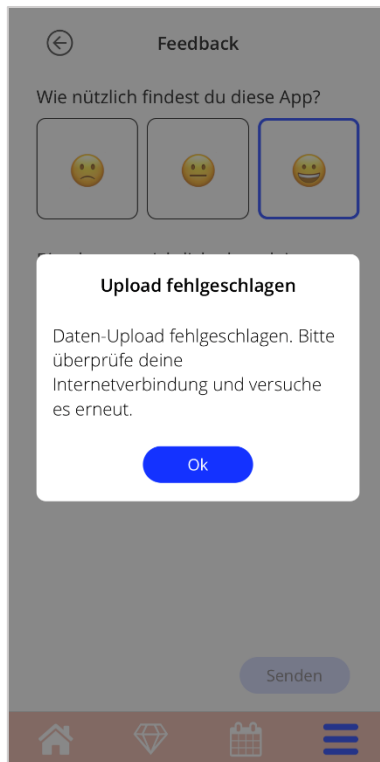 Feedback
Wie nützlich findest du diese App?
Upload fehlgeschlagen
Daten-Upload fehlgeschlagen. Bitte
überprüfe deine
Internetverbindung und versuche
es erneut.
Ok
Senden